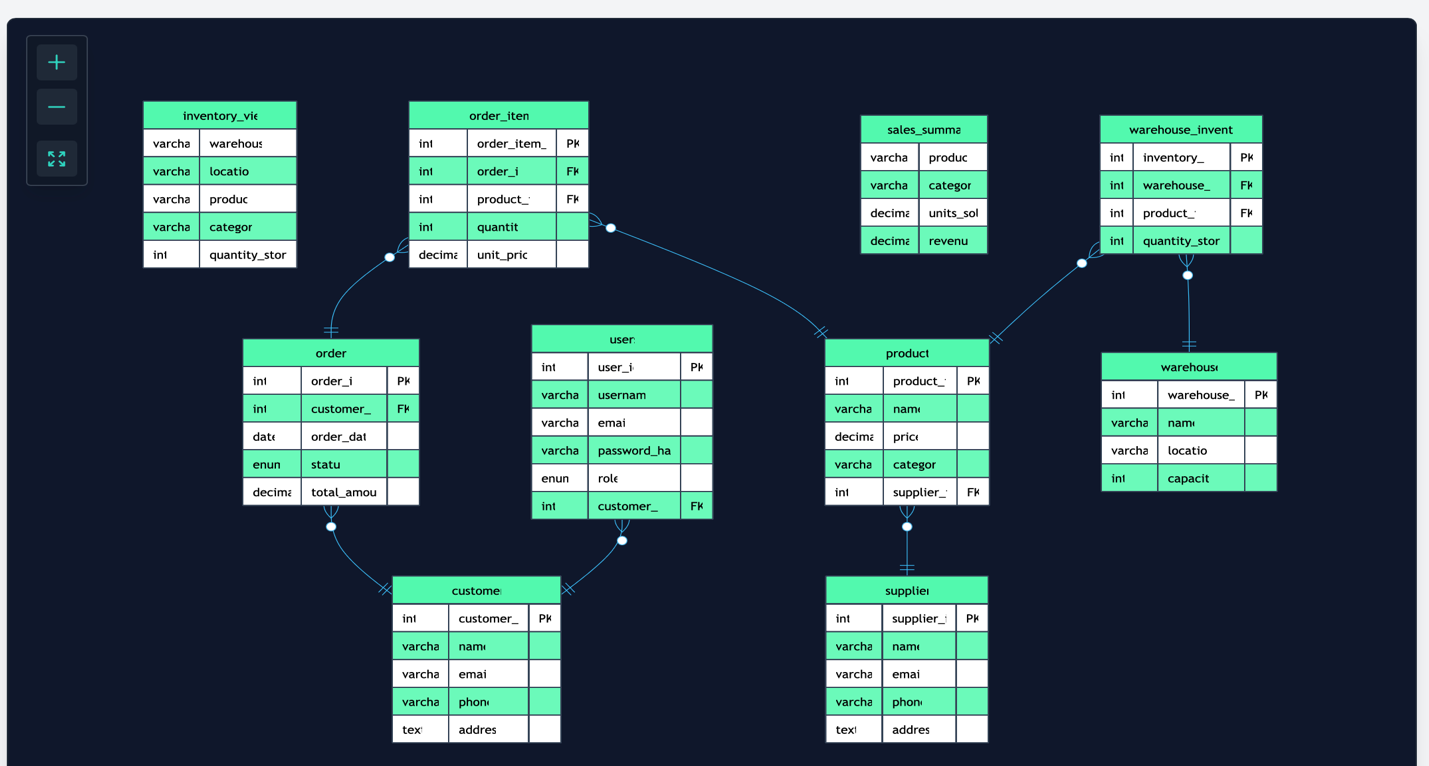 inventory_vie
varcha warehous
varcha locatio
varcha produc
varcha categor
int quantity_stor
order_iten
int order_item_ PK
int order_i FK
int product_ FK
int quantit
decima unit_pric
sales_summa
varcha produc
varcha categor
decima units_sol
decima revenu
warehouse_invent
int inventory_ PK
int warehouse_ FK
int product_ FK
int quantity_stor
order
int order_i PK
int customer_ FK
date order_dat
enun statu
decima total_amou
user
int user_i PK
varcha usernam
varcha emai
varcha password_ha
enun role
int customer_ FK
product
int product_ PK
varcha name
decima price
varcha categor
int supplier_ FK
warehouse
int warehouse_ PK
varcha name
varcha locatio
int capacit
custome
int customer_ PK
varcha name
varcha emai
varcha phone
text addres
supplier
int supplier_i PK
varcha name
varcha emai
varcha phone
text addres